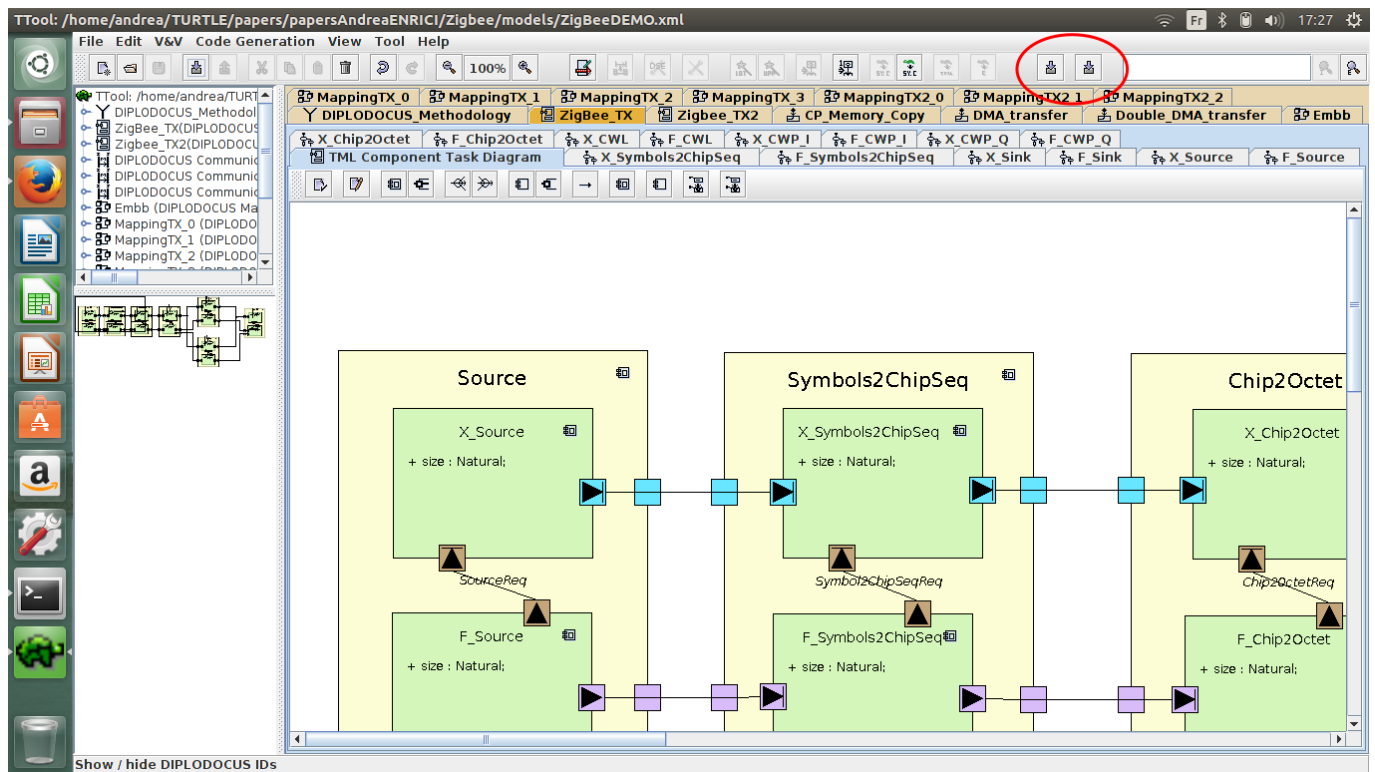 TTool: /home/andrea/TURTLE/papers/papersAndreaENRICI/Zigbee/models/ZigBeeDEMO.xml Fr 17:27
File Edit V&V Code Generation View Tool Help
100%
TTool: /home/andrea/TURT
DIPLODOCUS_Methodol
ZigBee_TX(DIPLODOCUS
Zigbee_TX2(DIPLODOCU
DIPLODOCUS Communic
DIPLODOCUS Communic
DIPLODOCUS Communic
Embb (DIPLODOCUS Ma
MappingTX_0 (DIPLODO
MappingTX_1 (DIPLODO
MappingTX_2 (DIPLODO
MappingTX_0 MappingTX_1 MappingTX_2 MappingTX_3 MappingTX2_0 MappingTX2_1 MappingTX2_2
DIPLODOCUS_Methodology ZigBee_TX Zigbee_TX2 CP_Memory_Copy DMA_transfer Double_DMA_transfer Embb
X_Chip2Octet F_Chip2Octet X_CWL F_CWL X_CWP_I F_CWP_I X_CWP_Q F_CWP_Q
TML Component Task Diagram X_Symbols2ChipSeq F_Symbols2ChipSeq X_Sink F_Sink X_Source F_Source
Source Symbols2ChipSeq Chip2Octet
X_Source X_Symbols2ChipSeq X_Chip2Octet
+ size : Natural; + size : Natural; + size : Natural;
SourceReq Symbol2ChipSeqReq Chip2OctetReq
F_Source F_Symbols2ChipSeq F_Chip2Octet
+ size : Natural; + size : Natural; + size : Natural;
Show / hide DIPLODOCUS IDs